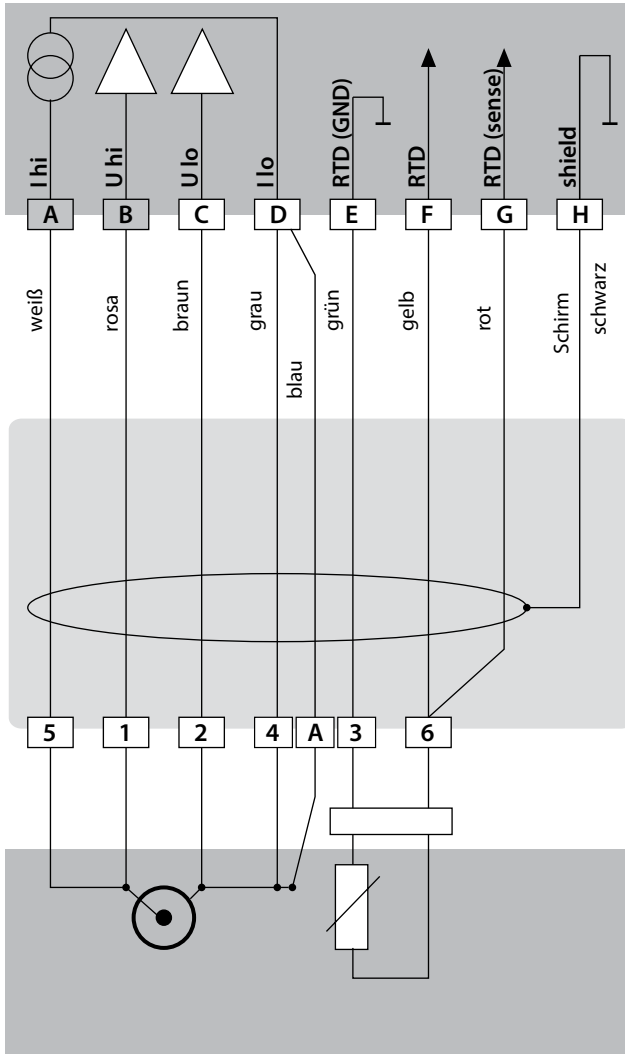 I hi
U hi
U lo
I lo
RTD (GND)
RTD
RTD (sense)
shield
A
B
C
D
E
F
G
H
weiß
rosa
braun
grau
blau
grün
gelb
rot
Schirm
schwarz
5
1
2
4
A
3
6